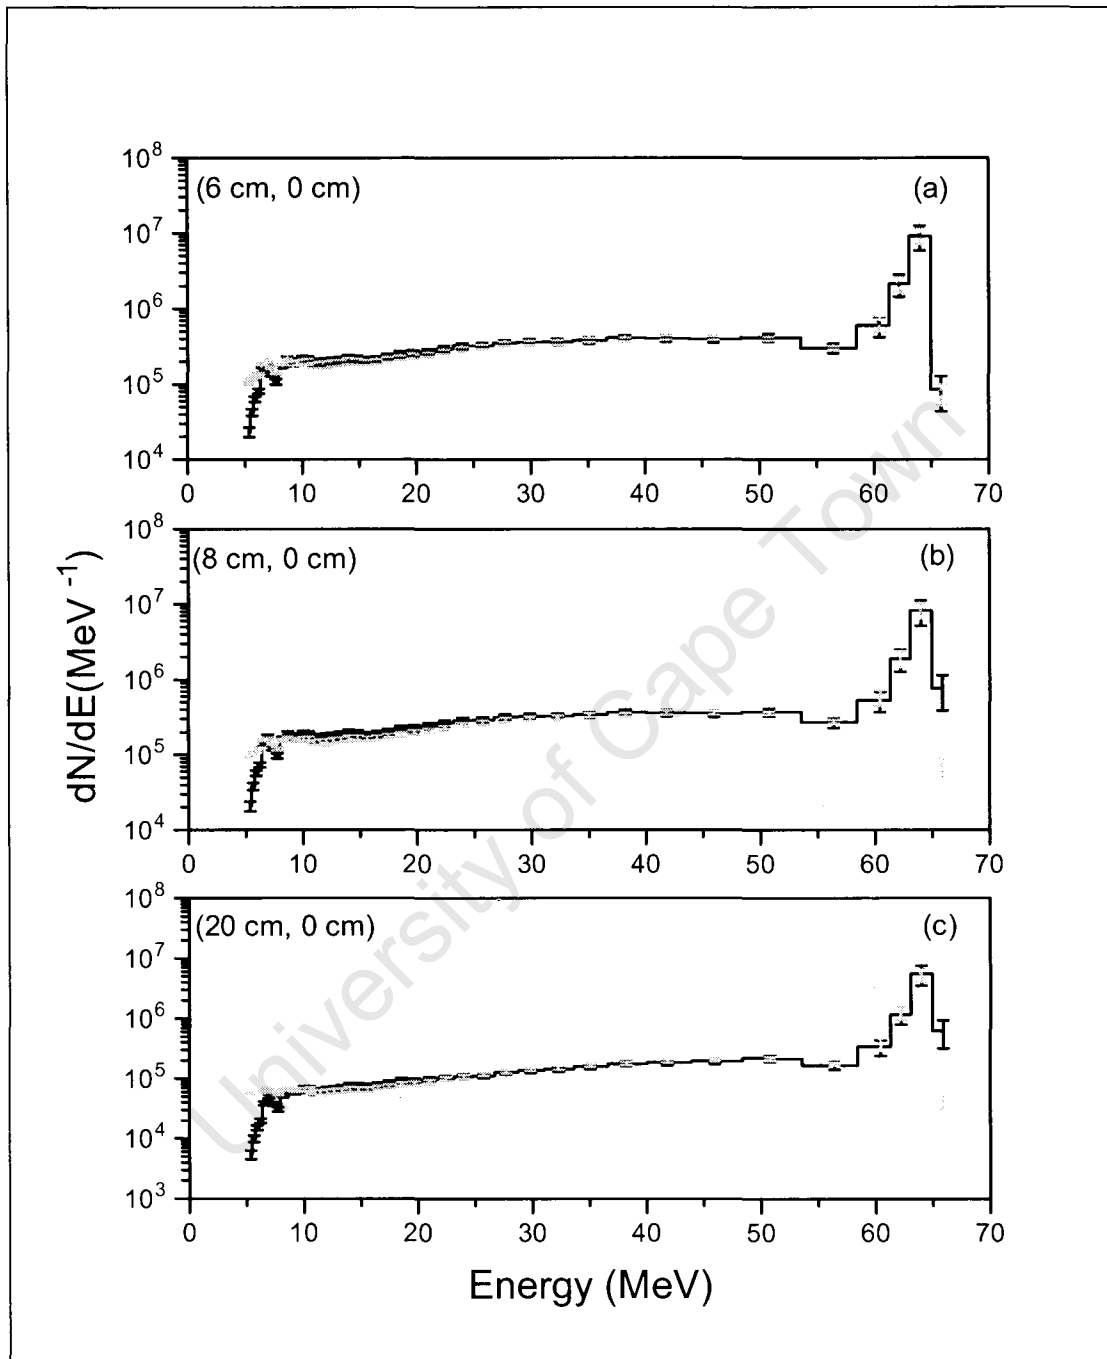 10^8
(6 cm, 0 cm)
(a)
10^7
10^6
10^5
10^4
0 10 20 30 40 50 60 70
10^8
(8 cm, 0 cm)
(b)
10^7
10^6
10^5
10^4
0 10 20 30 40 50 60 70
dN/dE(MeV ^-1)
10^8
(20 cm, 0 cm)
(c)
10^7
10^6
10^5
10^4
10^3
0 10 20 30 40 50 60 70
Energy (MeV)
University of Cape Town